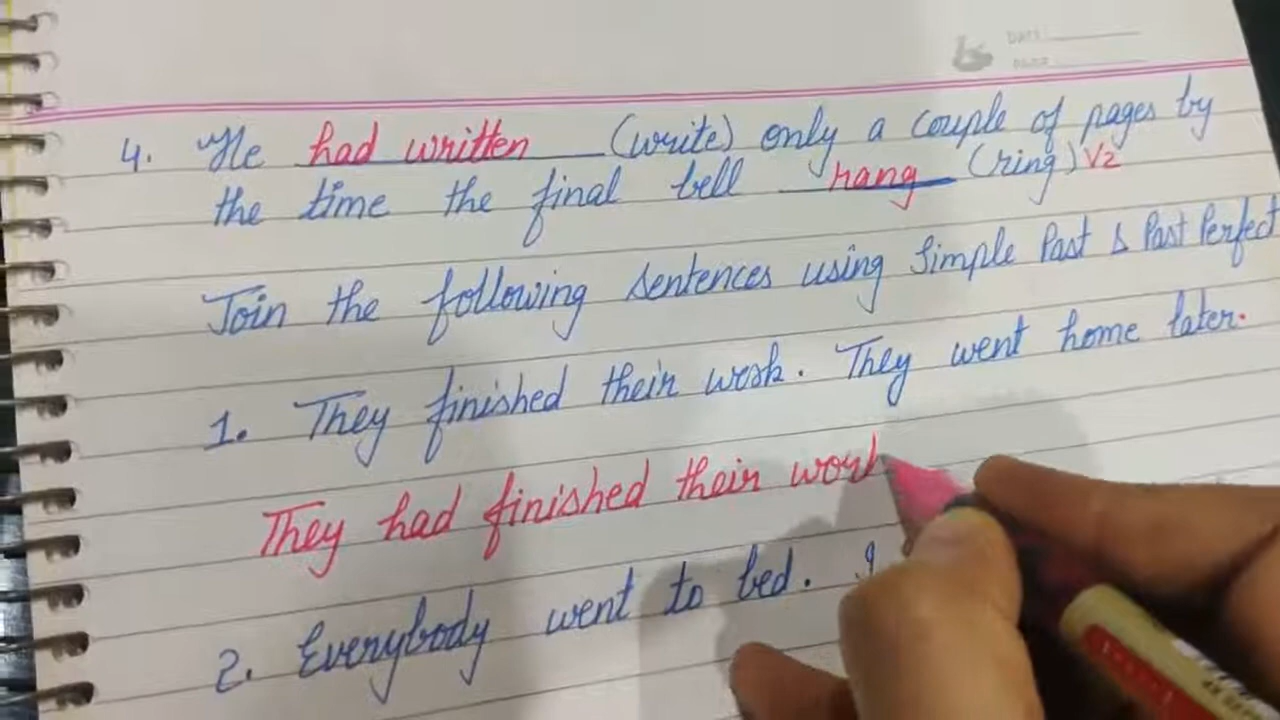 DATE
PAGE
4. He had written (write) only a couple of pages by
the time the final bell rang (ring) V2
Join the following sentences using Simple Past & Past Perfect
1. They finished their work. They went home later.
They had finished their work
2. Everybody went to bed. I